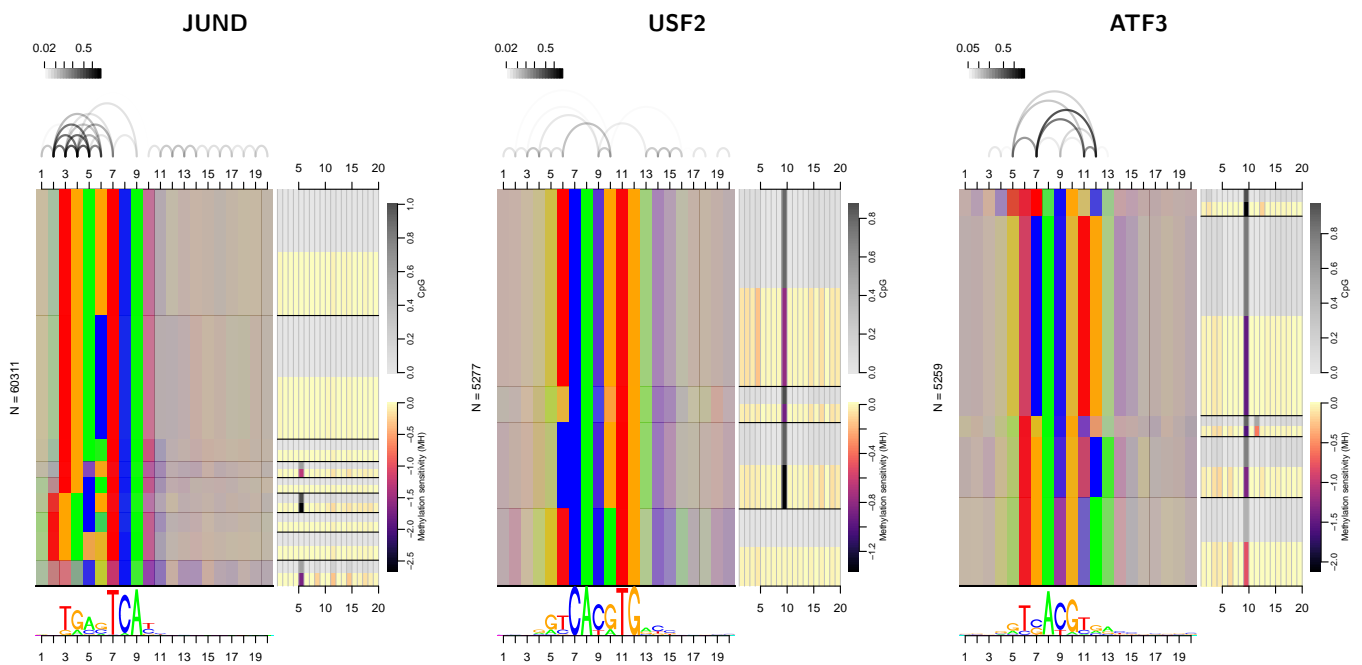 JUND
USF2
ATF3
0.02 0.5
0.02 0.5
0.05 0.5
1 3 5 7 9 11 13 15 17 19
5 10 15 20
1 3 5 7 9 11 13 15 17 19
5 10 15 20
1 3 5 7 9 11 13 15 17 19
5 10 15 20
N = 60311
0.0 0.2 0.4 0.6 0.8 1.0
CpG
−2.5 −2.0 −1.5 −1.0 −0.5 0.0
Methylation sensitivity (MH)
N = 5277
0.0 0.2 0.4 0.6 0.8
CpG
−1.2 −0.8 −0.4 0.0
Methylation sensitivity (MH)
N = 5259
0.0 0.2 0.4 0.6 0.8
CpG
−2.0 −1.5 −1.0 −0.5 0.0
Methylation sensitivity (MH)
5 10 15 20
5 10 15 20
5 10 15 20
TGAGTCA
GTCACGTG
GTCACGTG
1 3 5 7 9 11 13 15 17 19
1 3 5 7 9 11 13 15 17 19
1 3 5 7 9 11 13 15 17 19